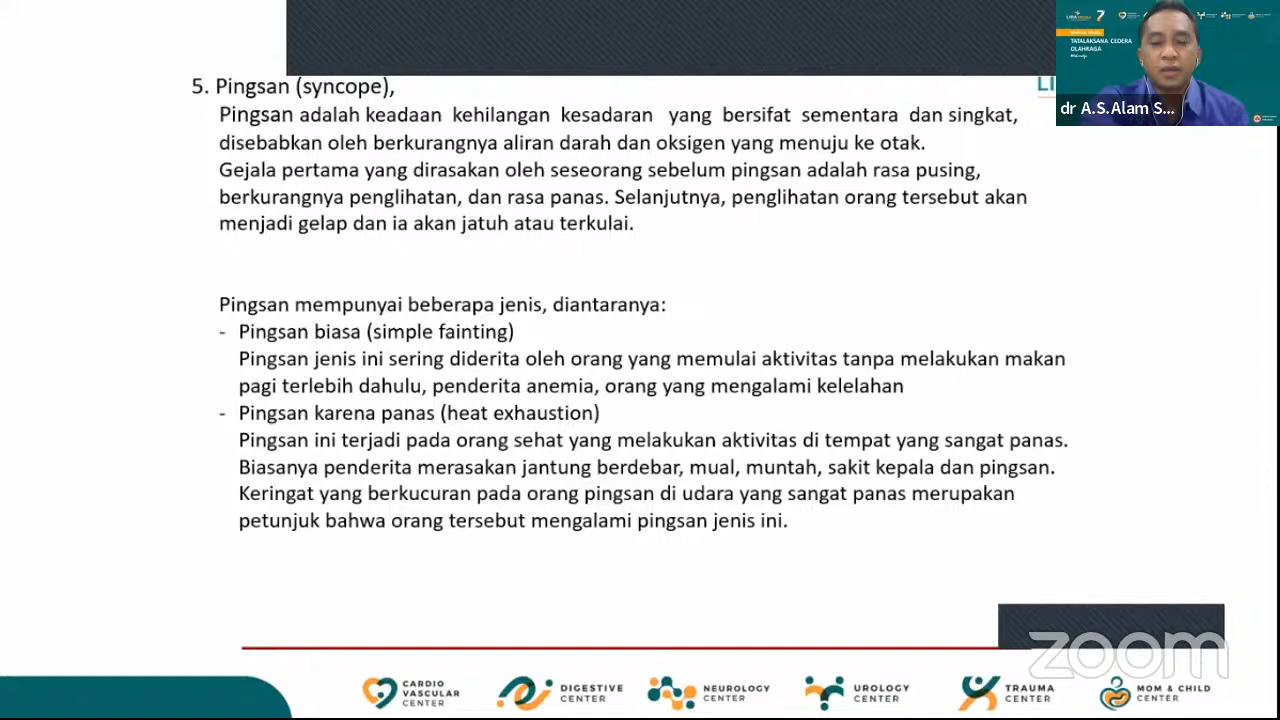 5. Pingsan (syncope),
Pingsan adalah keadaan kehilangan kesadaran yang bersifat sementara dan singkat,
disebabkan oleh berkurangnya aliran darah dan oksigen yang menuju ke otak.
Gejala pertama yang dirasakan oleh seseorang sebelum pingsan adalah rasa pusing,
berkurangnya penglihatan, dan rasa panas. Selanjutnya, penglihatan orang tersebut akan
menjadi gelap dan ia akan jatuh atau terkulai.
Pingsan mempunyai beberapa jenis, diantaranya:
- Pingsan biasa (simple fainting)
Pingsan jenis ini sering diderita oleh orang yang memulai aktivitas tanpa melakukan makan
pagi terlebih dahulu, penderita anemia, orang yang mengalami kelelahan
- Pingsan karena panas (heat exhaustion)
Pingsan ini terjadi pada orang sehat yang melakukan aktivitas di tempat yang sangat panas.
Biasanya penderita merasakan jantung berdebar, mual, muntah, sakit kepala dan pingsan.
Keringat yang berkucuran pada orang pingsan di udara yang sangat panas merupakan
petunjuk bahwa orang tersebut mengalami pingsan jenis ini.
TATALAKSANA CEDERA
OLAHRAGA
dr A.S.Alam S...
zoom
CARDIO
VASCULAR
CENTER
DIGESTIVE
CENTER
NEUROLOGY
CENTER
UROLOGY
CENTER
TRAUMA
CENTER
MOM & CHILD
CENTER